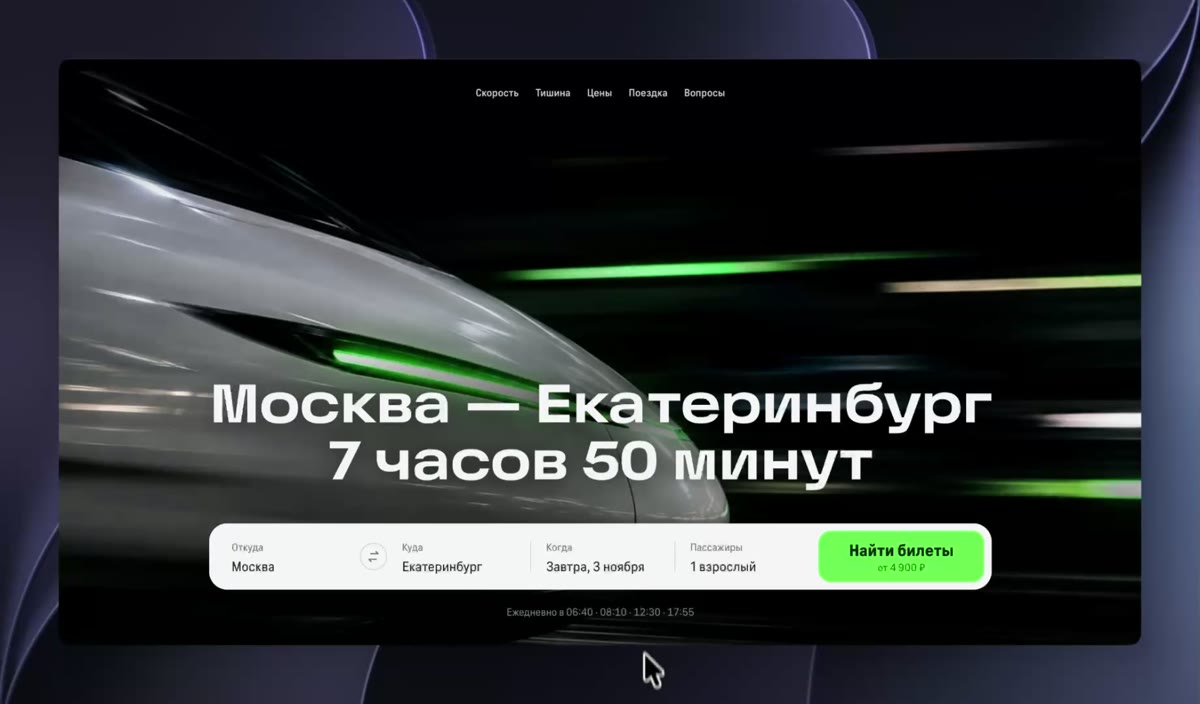 Скорость Тишина Цены Поездка Вопросы
Москва — Екатеринбург
7 часов 50 минут
Откуда Куда Когда Пассажиры
Москва Екатеринбург Завтра, 3 ноября 1 взрослый
Найти билеты
от 4 900 ₽
Ежедневно в 06:40 · 08:10 · 12:30 · 17:55